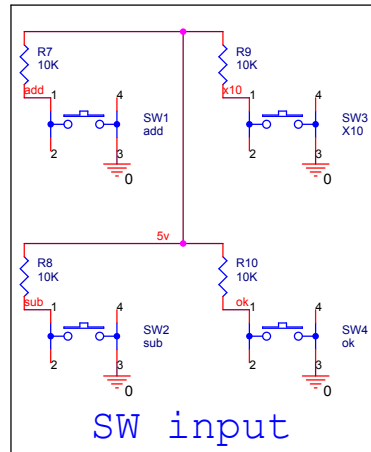 R7
10K
add
1
4
SW1
add
2
3
0
R9
10K
x10
1
4
SW3
X10
2
3
0
5v
R8
10K
sub
1
4
SW2
sub
2
3
0
R10
10K
ok
1
4
SW4
ok
2
3
0
SW input